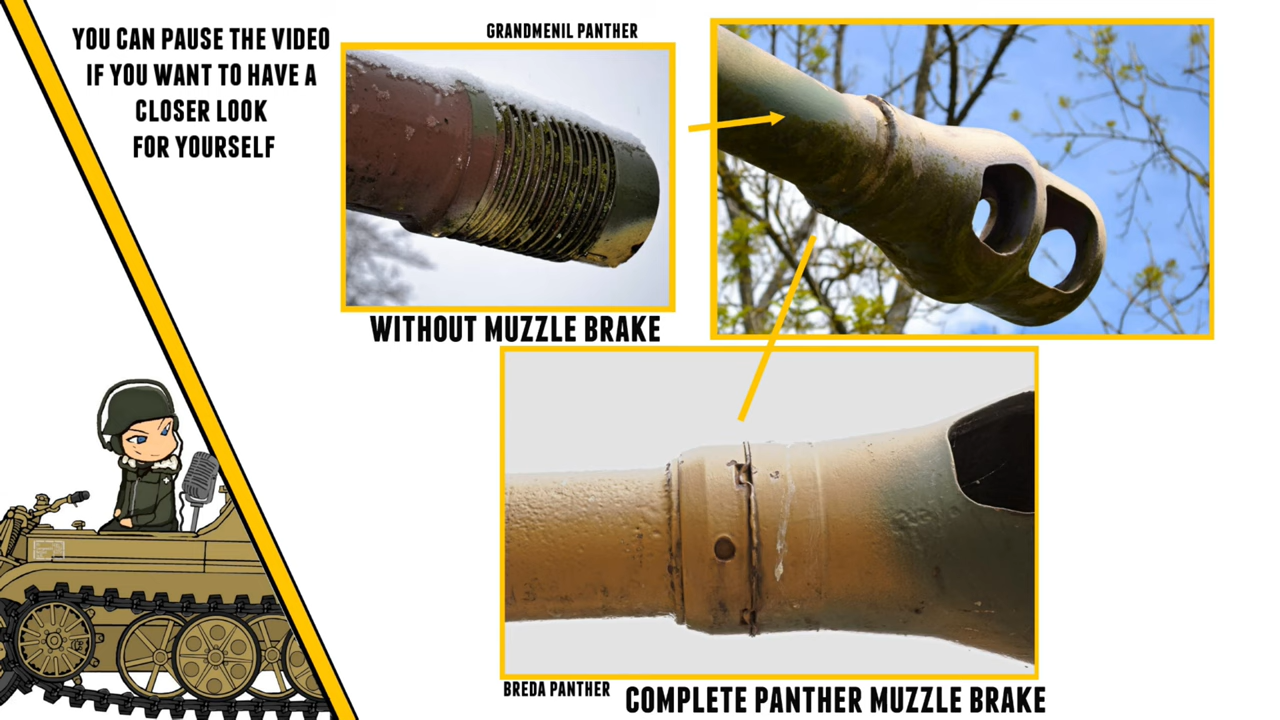 YOU CAN PAUSE THE VIDEO
IF YOU WANT TO HAVE A
CLOSER LOOK
FOR YOURSELF
GRANDMENIL PANTHER
WITHOUT MUZZLE BRAKE
BREDA PANTHER
COMPLETE PANTHER MUZZLE BRAKE